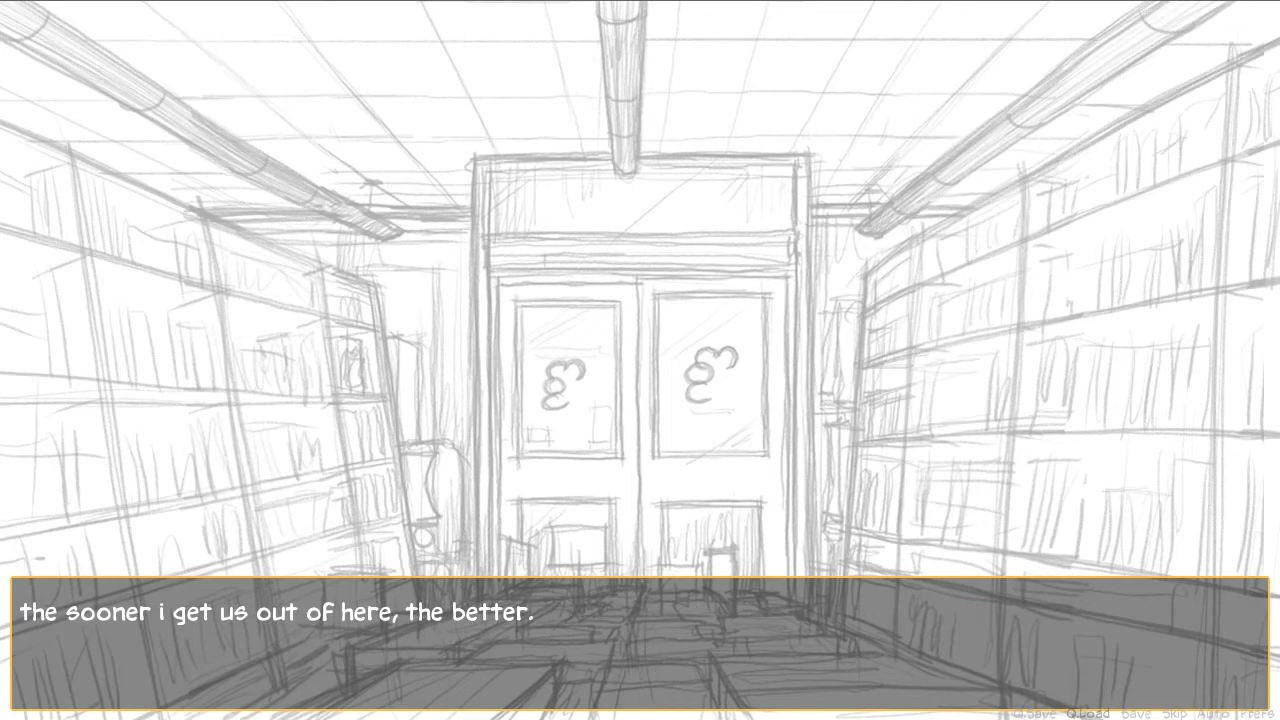 the sooner i get us out of here, the better.
Q.Save Q.Load Save Skip Auto Prefs